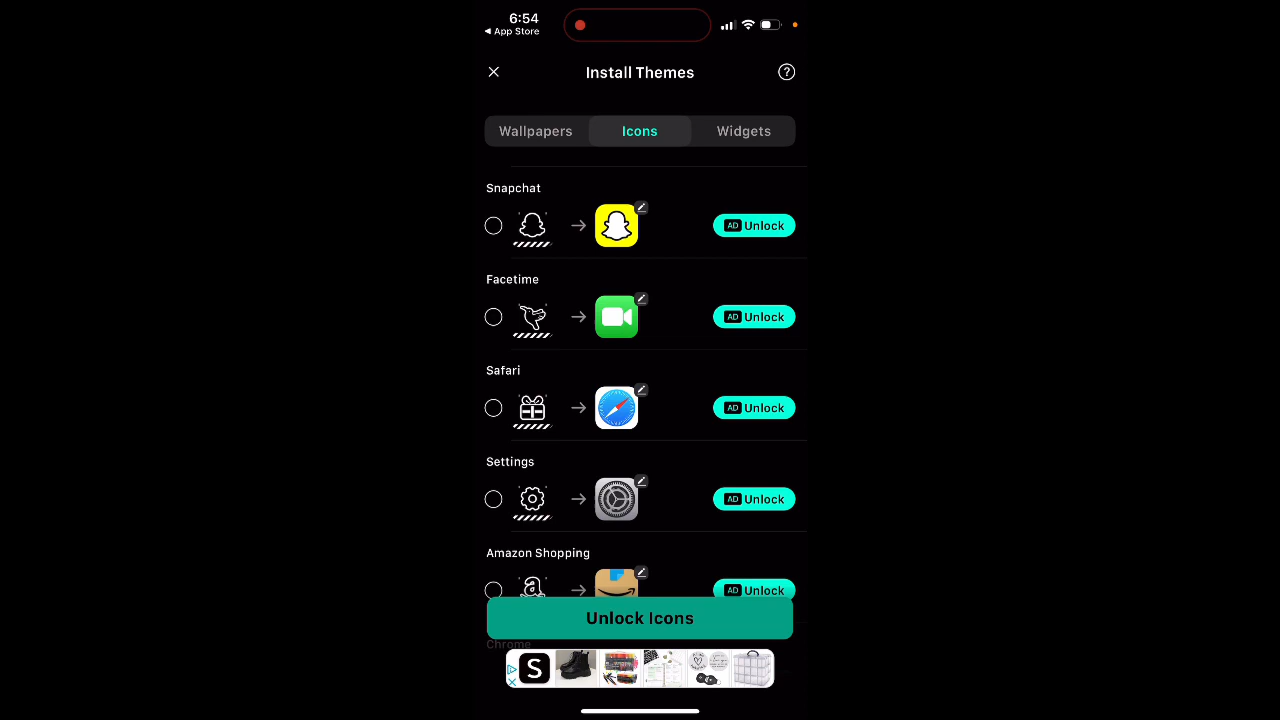 6:54
◀ App Store
Install Themes
?
Wallpapers Icons Widgets
Snapchat
AD Unlock
Facetime
AD Unlock
Safari
AD Unlock
Settings
AD Unlock
Amazon Shopping
a AD Unlock
Unlock Icons
Chrome
S